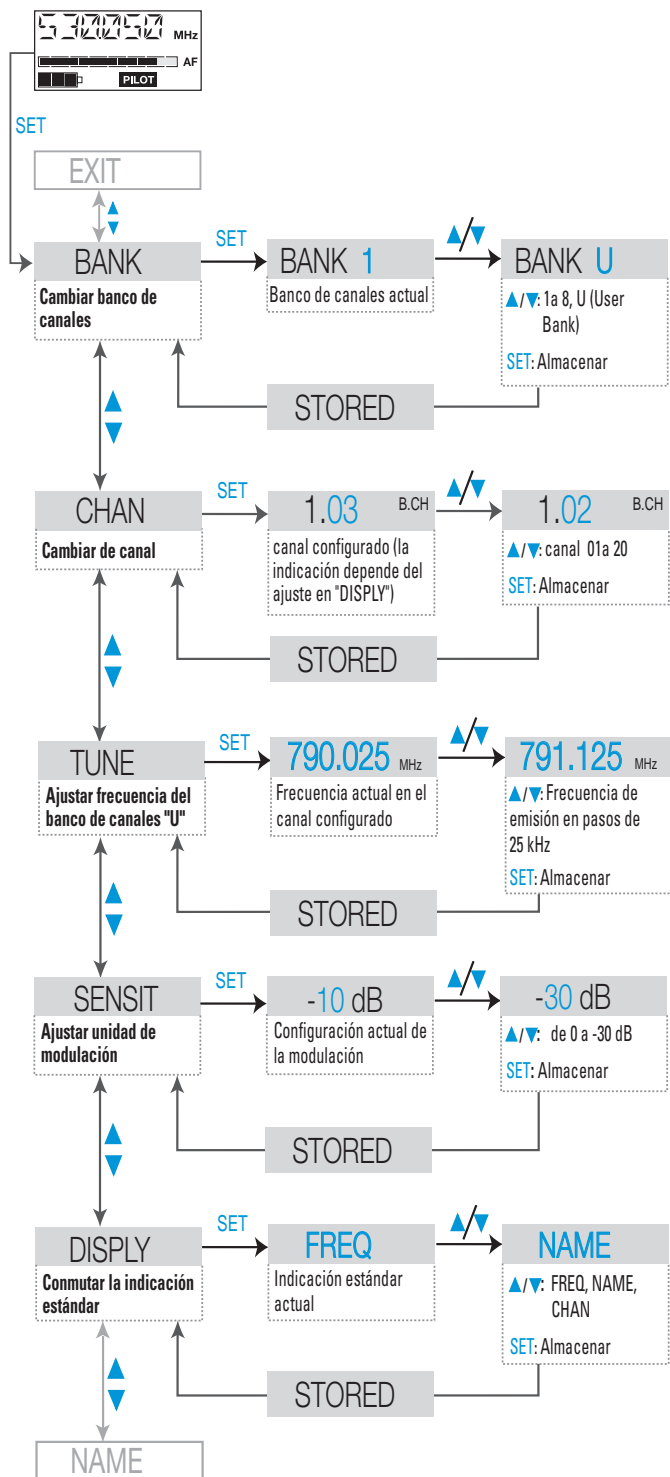 530.050 MHz
AF
PILOT
SET
EXIT
BANK
Cambiar banco de
canales
SET
BANK 1
Banco de canales actual
▲/▼
BANK U
▲/▼: 1a 8, U (User
Bank)
SET: Almacenar
STORED
CHAN
Cambiar de canal
SET
1.03 B.CH
canal configurado (la
indicación depende del
ajuste en "DISPLY")
▲/▼
1.02 B.CH
▲/▼: canal 01a 20
SET: Almacenar
STORED
TUNE
Ajustar frecuencia del
banco de canales "U"
SET
790.025 MHz
Frecuencia actual en el
canal configurado
▲/▼
791.125 MHz
▲/▼: Frecuencia de
emisión en pasos de
25 kHz
SET: Almacenar
STORED
SENSIT
Ajustar unidad de
modulación
SET
-10 dB
Configuración actual de
la modulación
▲/▼
-30 dB
▲/▼: de 0 a -30 dB
SET: Almacenar
STORED
DISPLY
Conmutar la indicación
estándar
SET
FREQ
Indicación estándar
actual
▲/▼
NAME
▲/▼: FREQ, NAME,
CHAN
SET: Almacenar
STORED
NAME